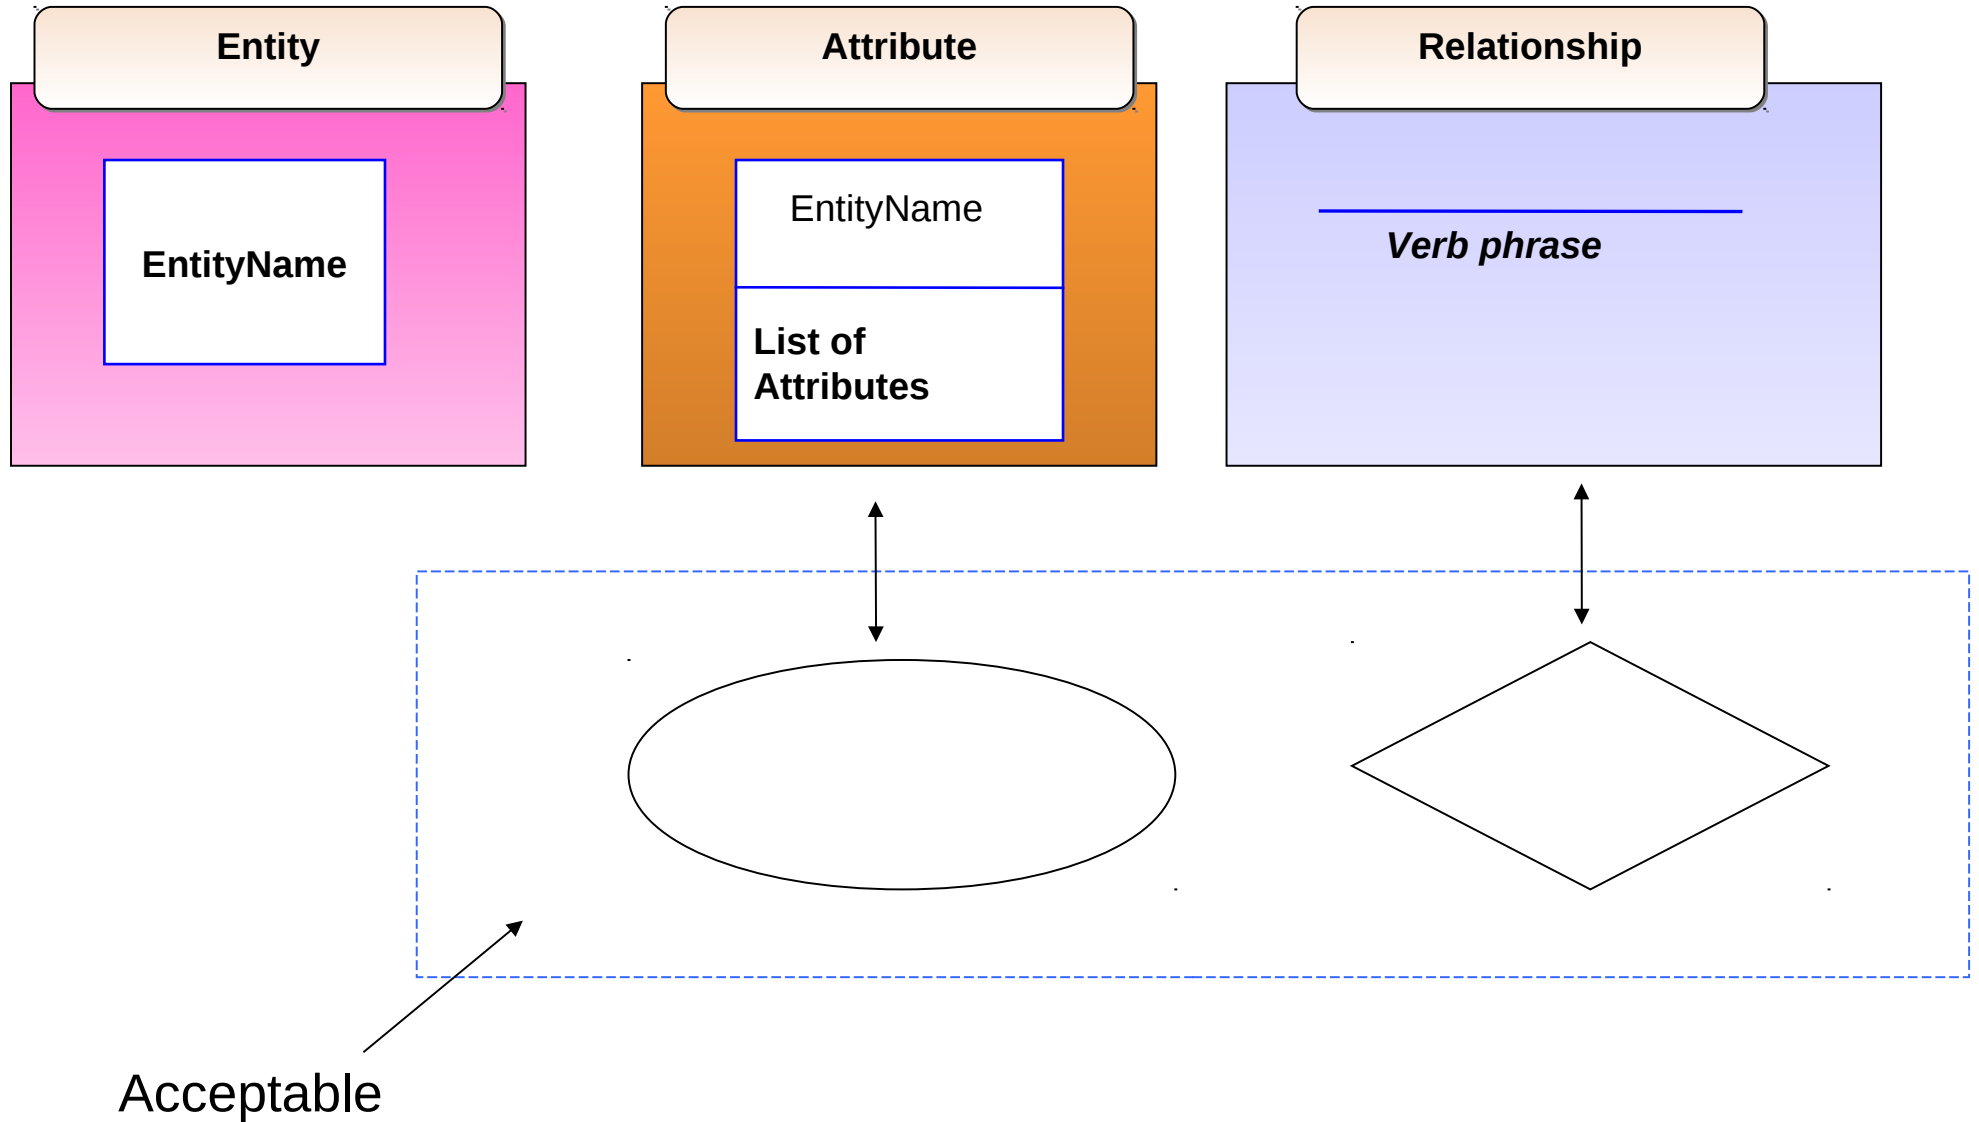 Entity
Attribute
Relationship
EntityName
EntityName
List of
Attributes
Verb phrase
Acceptable